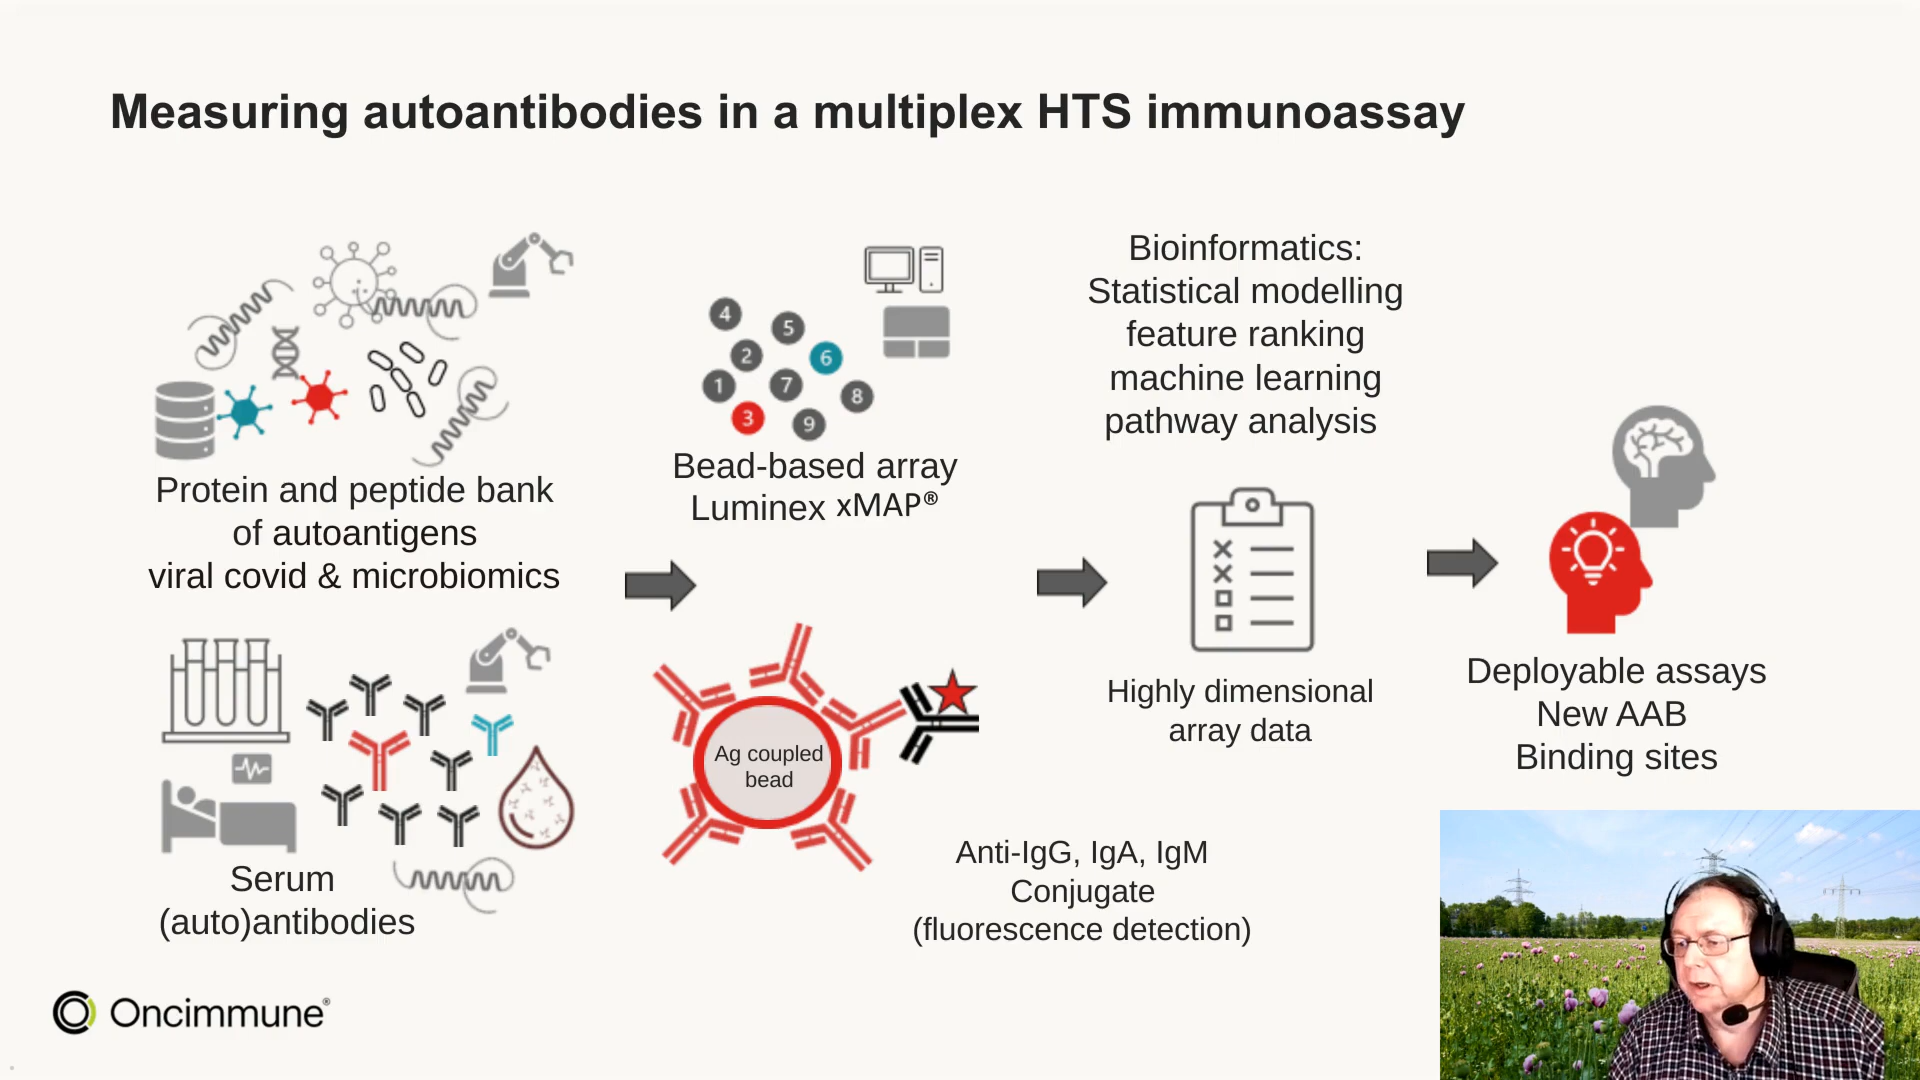 Measuring autoantibodies in a multiplex HTS immunoassay
Protein and peptide bank
of autoantigens
viral covid & microbiomics
Serum
(auto)antibodies
4
5
2
6
1
7
8
3
9
Bead-based array
Luminex xMAP®
Ag coupled
bead
Anti-IgG, IgA, IgM
Conjugate
(fluorescence detection)
Bioinformatics:
Statistical modelling
feature ranking
machine learning
pathway analysis
Highly dimensional
array data
Deployable assays
New AAB
Binding sites
Oncimmune®